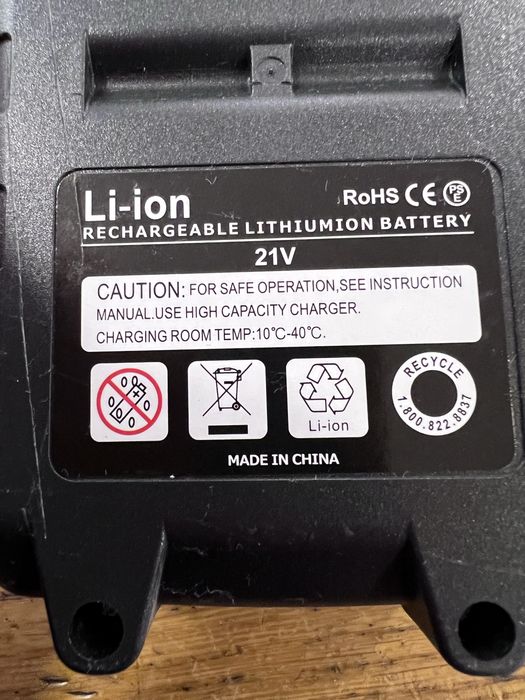 Li-ion
RoHS CE PS E
RECHARGEABLE LITHIUMION BATTERY
21V
CAUTION: FOR SAFE OPERATION,SEE INSTRUCTION
MANUAL.USE HIGH CAPACITY CHARGER.
CHARGING ROOM TEMP:10℃-40℃.
Li-ion
RECYCLE
1.800.822.8837
MADE IN CHINA